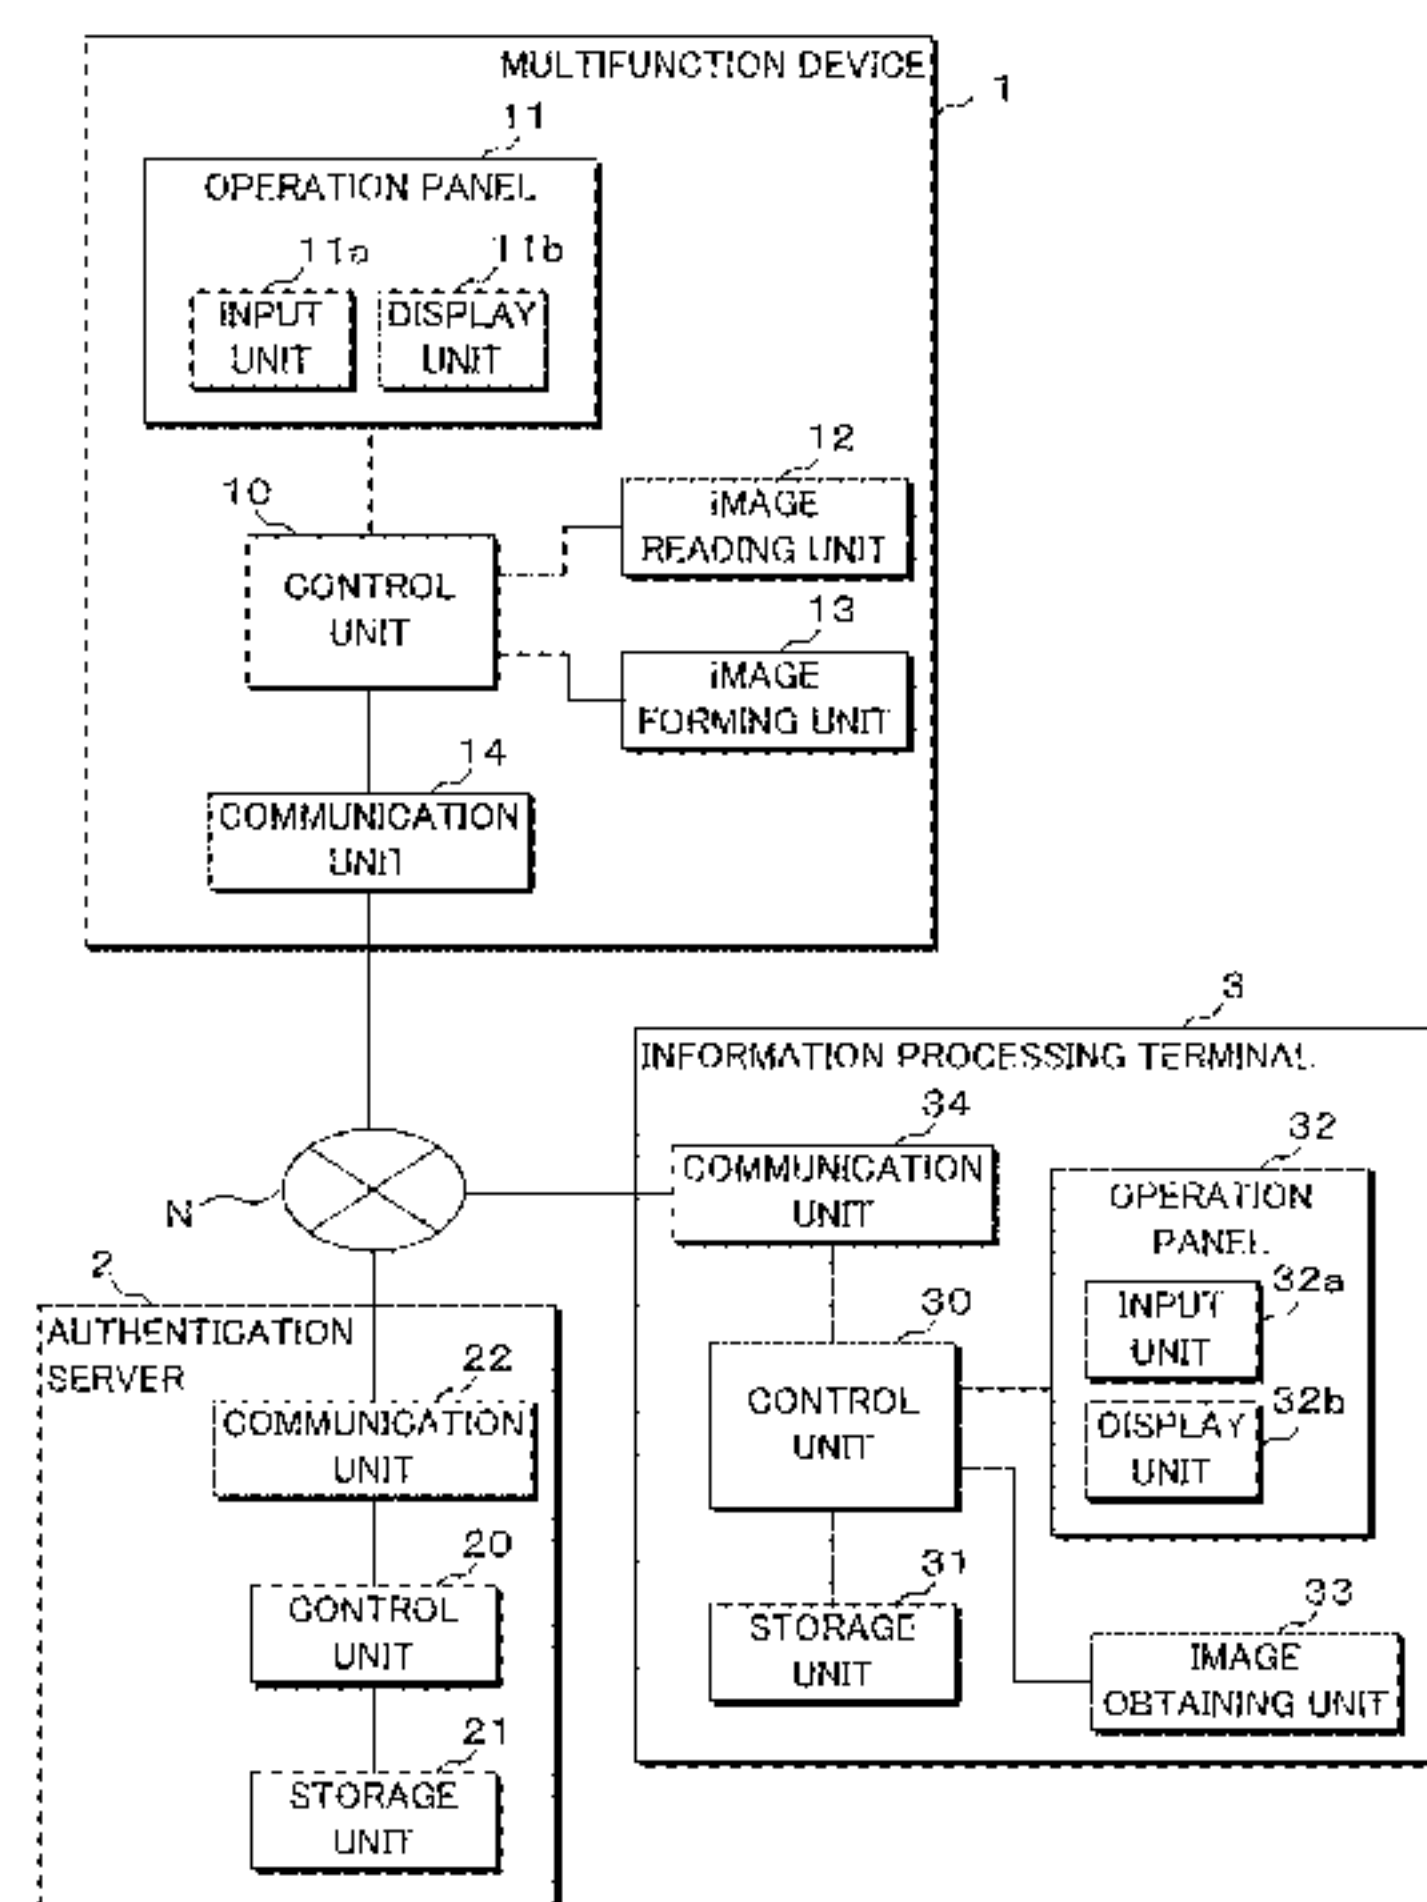 MULTIFUNCTION DEVICE
1
11
OPERATION PANEL
11a
11b
INPUT
UNIT
DISPLAY
UNIT
12
IMAGE
READING UNIT
10
CONTROL
UNIT
13
IMAGE
FORMING UNIT
14
COMMUNICATION
UNIT
3
INFORMATION PROCESSING TERMINAL
34
COMMUNICATION
UNIT
32
OPERATION
PANEL
N
2
AUTHENTICATION
SERVER
32a
INPUT
UNIT
30
CONTROL
UNIT
32b
DISPLAY
UNIT
22
COMMUNICATION
UNIT
20
CONTROL
UNIT
31
STORAGE
UNIT
33
IMAGE
OBTAINING UNIT
21
STORAGE
UNIT